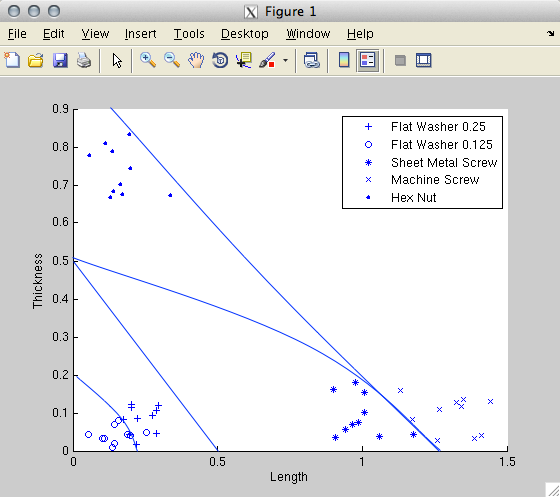 Figure 1
File Edit View Insert Tools Desktop Window Help
Flat Washer 0.25
Flat Washer 0.125
Sheet Metal Screw
Machine Screw
Hex Nut
0.9
0.8
0.7
0.6
0.5
0.4
0.3
0.2
0.1
0
Thickness
0 0.5 1 1.5
Length